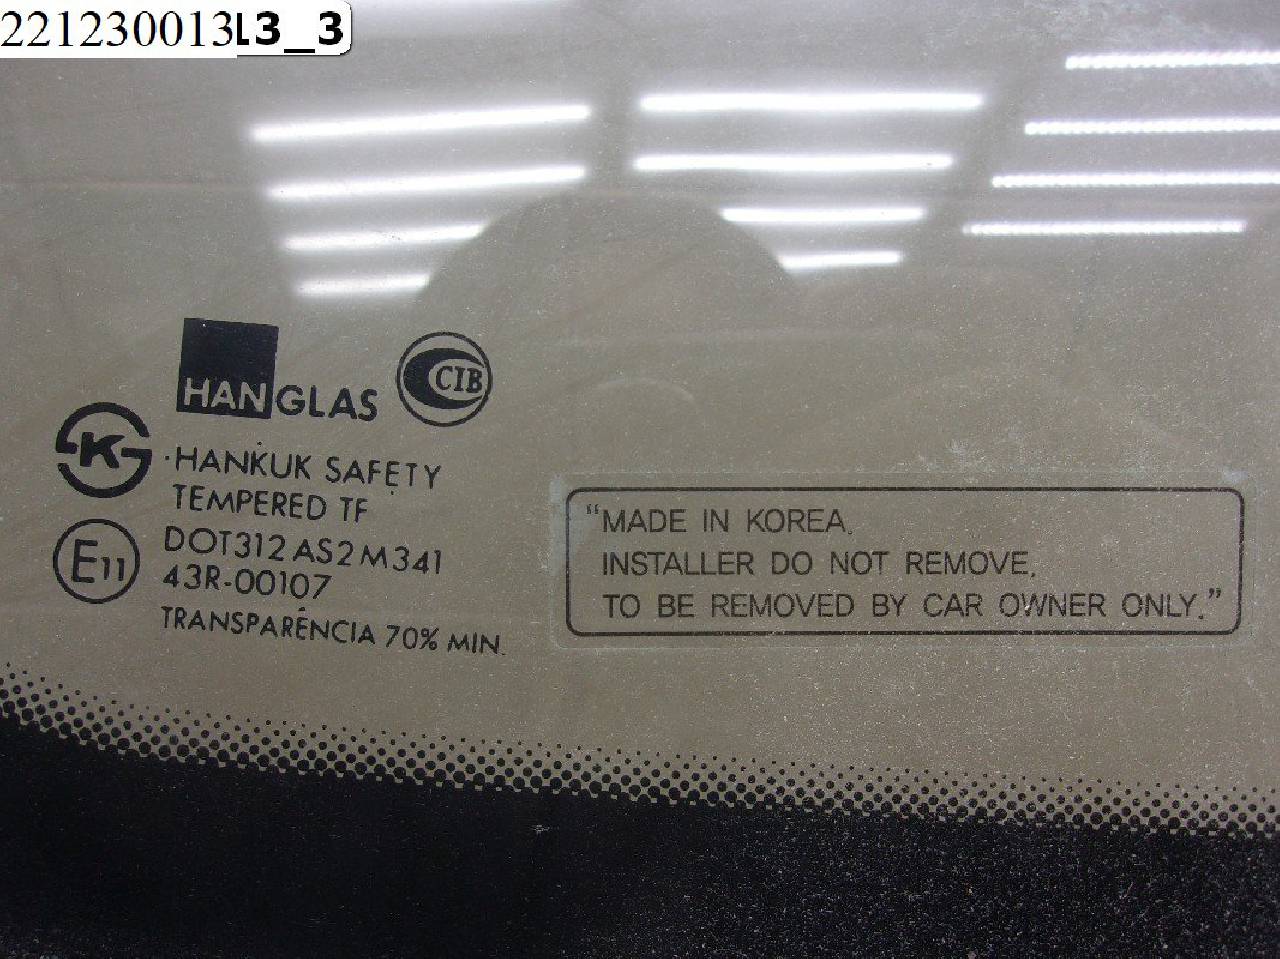 22123001313_3
HANGLAS
CIB
K
·HANKUK SAFETY
TEMPERED TF
DOT312 AS2 M341
E11
43R-00107
TRANSPARÊNCIA 70% MIN.
“MADE IN KOREA.
INSTALLER DO NOT REMOVE.
TO BE REMOVED BY CAR OWNER ONLY.”